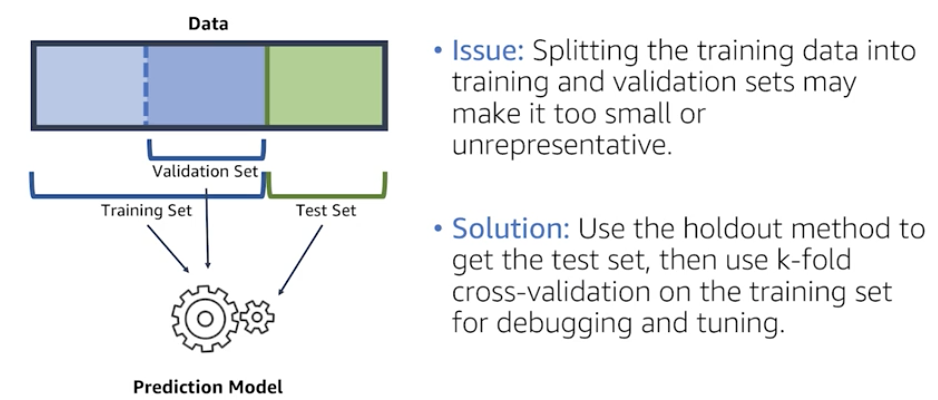 Data
Validation Set
Training Set
Test Set
Prediction Model
• Issue: Splitting the training data into
training and validation sets may
make it too small or
unrepresentative.
• Solution: Use the holdout method to
get the test set, then use k-fold
cross-validation on the training set
for debugging and tuning.